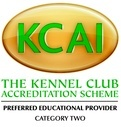 KCAI
THE KENNEL CLUB
ACCREDITATION SCHEME
PREFERRED EDUCATIONAL PROVIDER
CATEGORY TWO